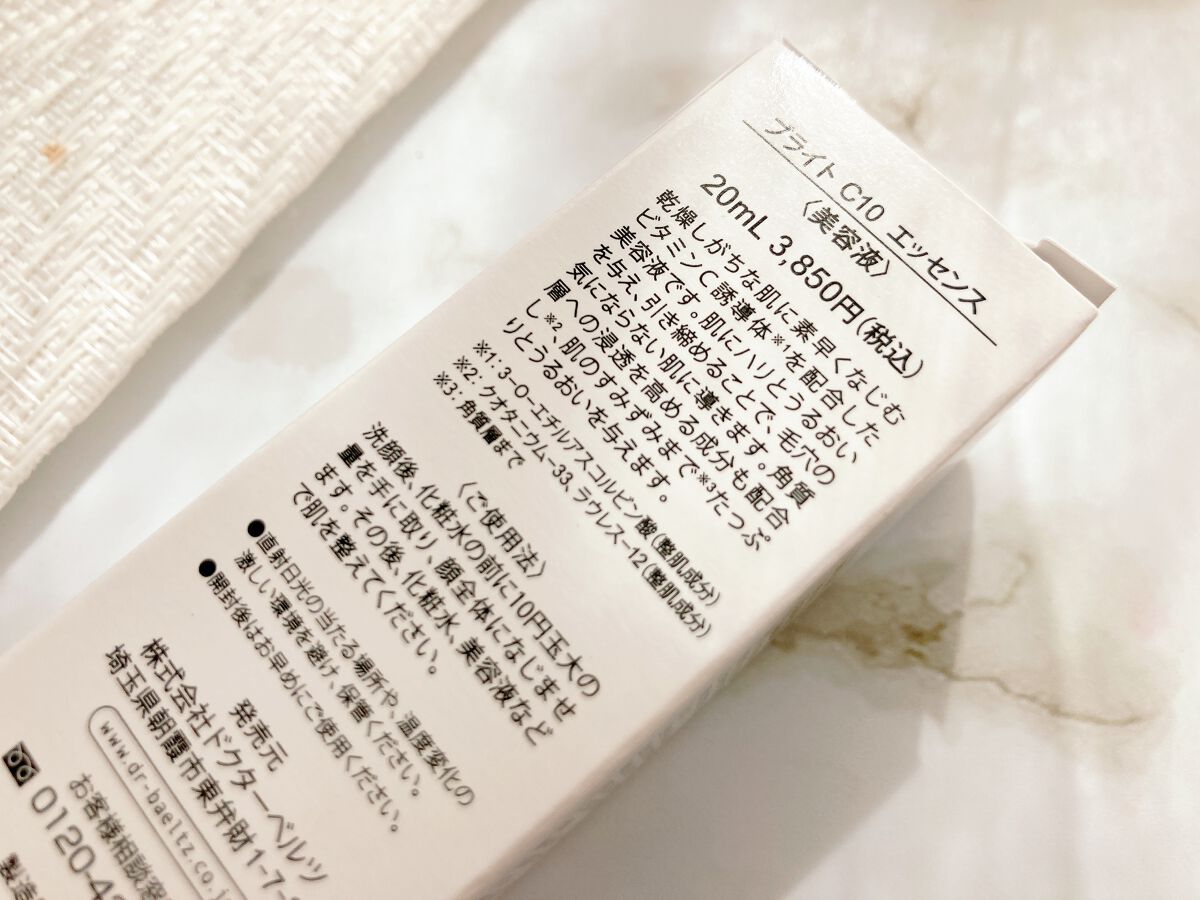 ブライト C10 エッセンス
〈美容液〉
20mL 3,850円(税込)
乾燥しがちな肌に素早くなじむ
ビタミンC誘導体※1を配合した
美容液です。肌にハリとうるおい
を与え、引き締めることで、毛穴の
気にならない肌に導きます。角質
層への浸透を高める成分も配合
し※2、肌のすみずみまで※3たっぷ
りとうるおいを与えます。
※1:3-O-エチルアスコルビン酸(整肌成分)
※2:クオタニウム-33、ラウレス-12(整肌成分)
※3:角質層まで
〈ご使用法〉
洗顔後、化粧水の前に10円玉大の
量を手に取り、顔全体になじませ
ます。その後、化粧水、美容液など
で肌を整えてください。
●直射日光の当たる場所や、温度変化の
激しい環境を避け、保管ください。
●開封後はお早めにご使用ください。
発売元
株式会社ドクターベルツ
埼玉県朝霞市東弁財1-7-
www.dr-baeltz.co.j
お客様相談
0120-4
製造